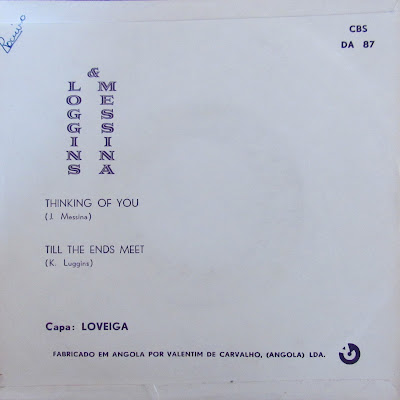 CBS
DA 87
LOGGINS
&
MESSINA
THINKING OF YOU
(J. Messina)
TILL THE ENDS MEET
(K. Luggins)
Capa: LOVEIGA
FABRICADO EM ANGOLA POR VALENTIM DE CARVALHO, (ANGOLA) LDA.